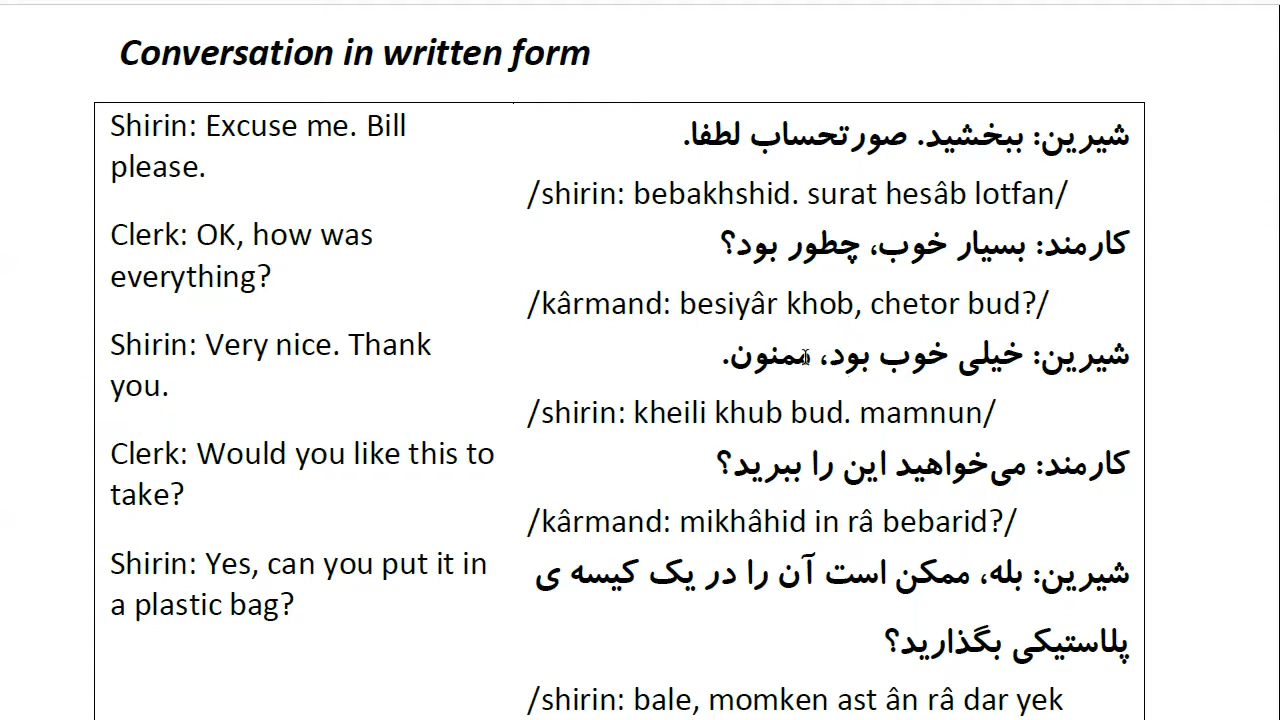 Conversation in written form
Shirin: Excuse me. Bill
please.
Clerk: OK, how was
everything?
Shirin: Very nice. Thank
you.
Clerk: Would you like this to
take?
Shirin: Yes, can you put it in
a plastic bag?
شیرین: ببخشید. صورتحساب لطفا.
/shirin: bebakhshid. surat hesâb lotfan/
کارمند: بسیار خوب، چطور بود؟
/kârmand: besiyâr khob, chetor bud?/
شیرین: خیلی خوب بود، ممنون.
/shirin: kheili khub bud. mamnun/
کارمند: می‌خواهید این را ببرید؟
/kârmand: mikhâhid in râ bebarid?/
شیرین: بله، ممکن است آن را در یک کیسه ی
پلاستیکی بگذارید؟
/shirin: bale, momken ast ân râ dar yek